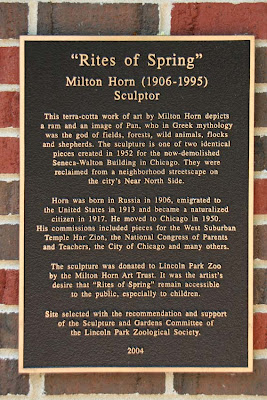 "Rites of Spring"
Milton Horn (1906-1995)
Sculptor
This terra-cotta work of art by Milton Horn depicts
a ram and an image of Pan, who in Greek mythology
was the god of fields, forests, wild animals, flocks
and shepherds. The sculpture is one of two identical
pieces created in 1952 for the now-demolished
Seneca-Walton Building in Chicago. They were
reclaimed from a neighborhood streetscape on
the city's Near North Side.
Horn was born in Russia in 1906, emigrated to
the United States in 1913 and became a naturalized
citizen in 1917. He moved to Chicago in 1950.
His commissions included pieces for the West Suburban
Temple Har Zion, the National Congress of Parents
and Teachers, the City of Chicago and many others.
The sculpture was donated to Lincoln Park Zoo
by the Milton Horn Art Trust. It was the artist's
desire that "Rites of Spring" remain accessible
to the public, especially to children.
Site selected with the recommendation and support
of the Sculpture and Gardens Committee of
the Lincoln Park Zoological Society.
2004